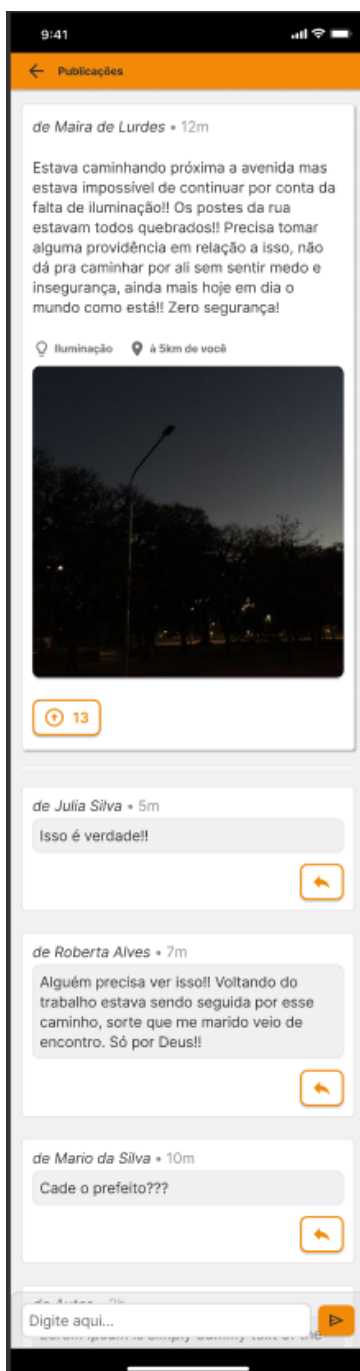 9:41
Publicações
de Maira de Lurdes • 12m
Estava caminhando próxima a avenida mas
estava impossível de continuar por conta da
falta de iluminação!! Os postes da rua
estavam todos quebrados!! Precisa tomar
alguma providência em relação a isso, não
dá pra caminhar por ali sem sentir medo e
insegurança, ainda mais hoje em dia o
mundo como está!! Zero segurança!
Iluminação á 5km de você
13
de Julia Silva • 5m
Isso é verdade!!
de Roberta Alves • 7m
Alguém precisa ver isso!! Voltando do
trabalho estava sendo seguida por esse
caminho, sorte que me marido veio de
encontro. Só por Deus!!
de Mario da Silva • 10m
Cade o prefeito???
Digite aqui...